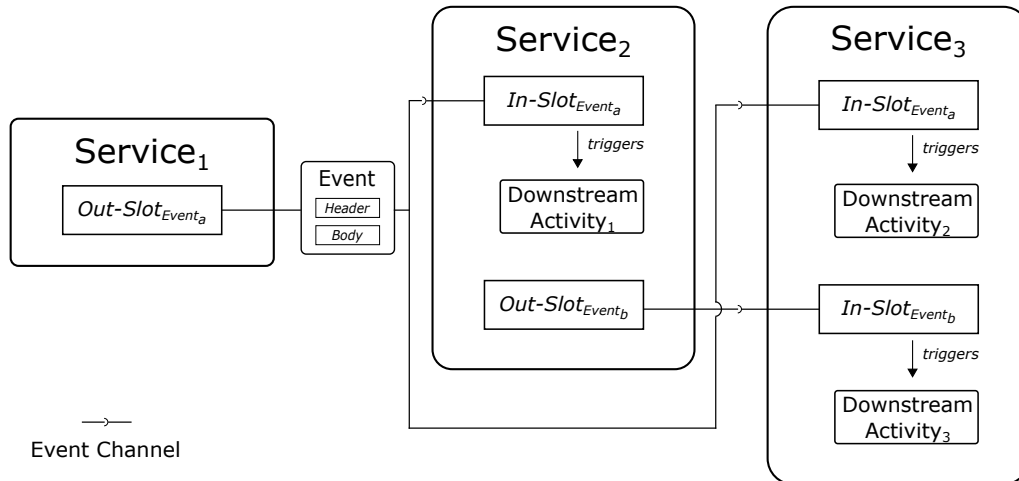 Service1
Out-SlotEventa
Event
Header
Body
Service2
In-SlotEventa
triggers
Downstream
Activity1
Out-SlotEventb
Service3
In-SlotEventa
triggers
Downstream
Activity2
In-SlotEventb
triggers
Downstream
Activity3
Event Channel